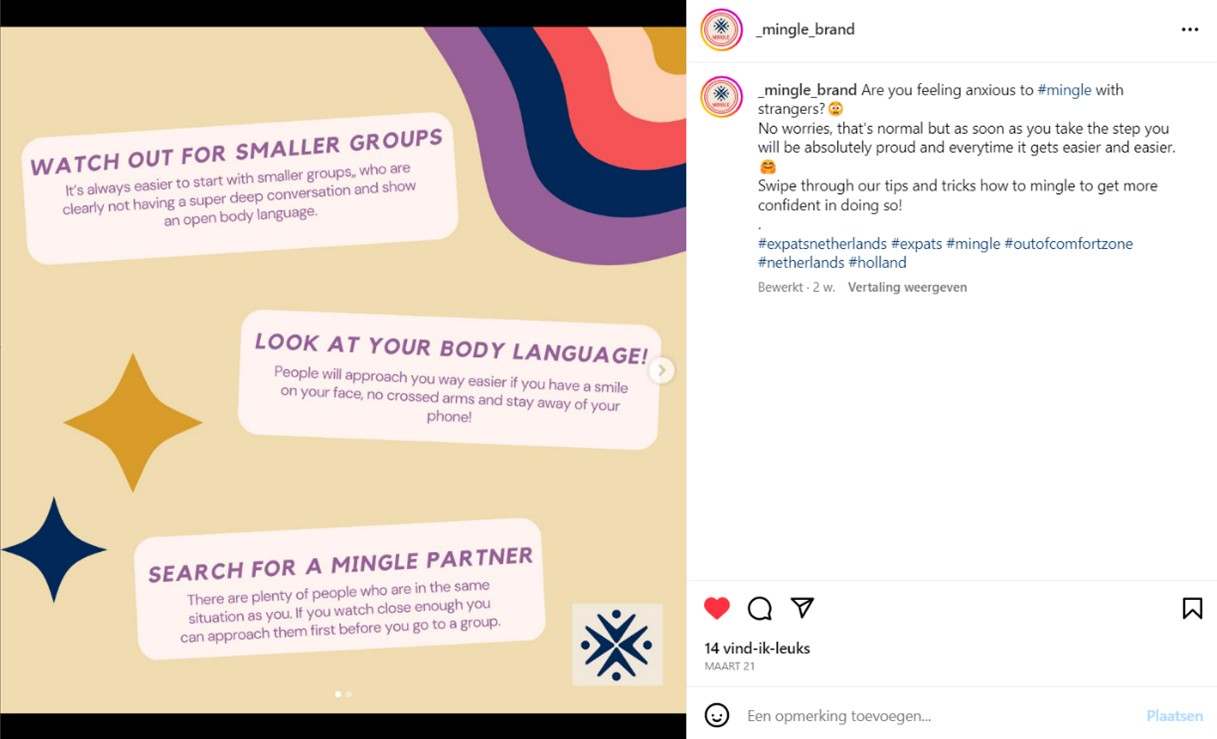 WATCH OUT FOR SMALLER GROUPS
It's always easier to start with smaller groups,, who are
clearly not having a super deep conversation and show
an open body language.
LOOK AT YOUR BODY LANGUAGE!
People will approach you way easier if you have a smile
on your face, no crossed arms and stay away of your
phone!
SEARCH FOR A MINGLE PARTNER
There are plenty of people who are in the same
situation as you. If you watch close enough you
can approach them first before you go to a group.
MINGLE
_mingle_brand
MINGLE
_mingle_brand Are you feeling anxious to #mingle with
strangers?😨
No worries, that's normal but as soon as you take the step you
will be absolutely proud and everytime it gets easier and easier.
🤗
Swipe through our tips and tricks how to mingle to get more
confident in doing so!
.
#expatsnetherlands #expats #mingle #outofcomfortzone
#netherlands #holland
Bewerkt · 2 w. Vertaling weergeven
14 vind-ik-leuks
MAART 21
Een opmerking toevoegen... Plaatsen